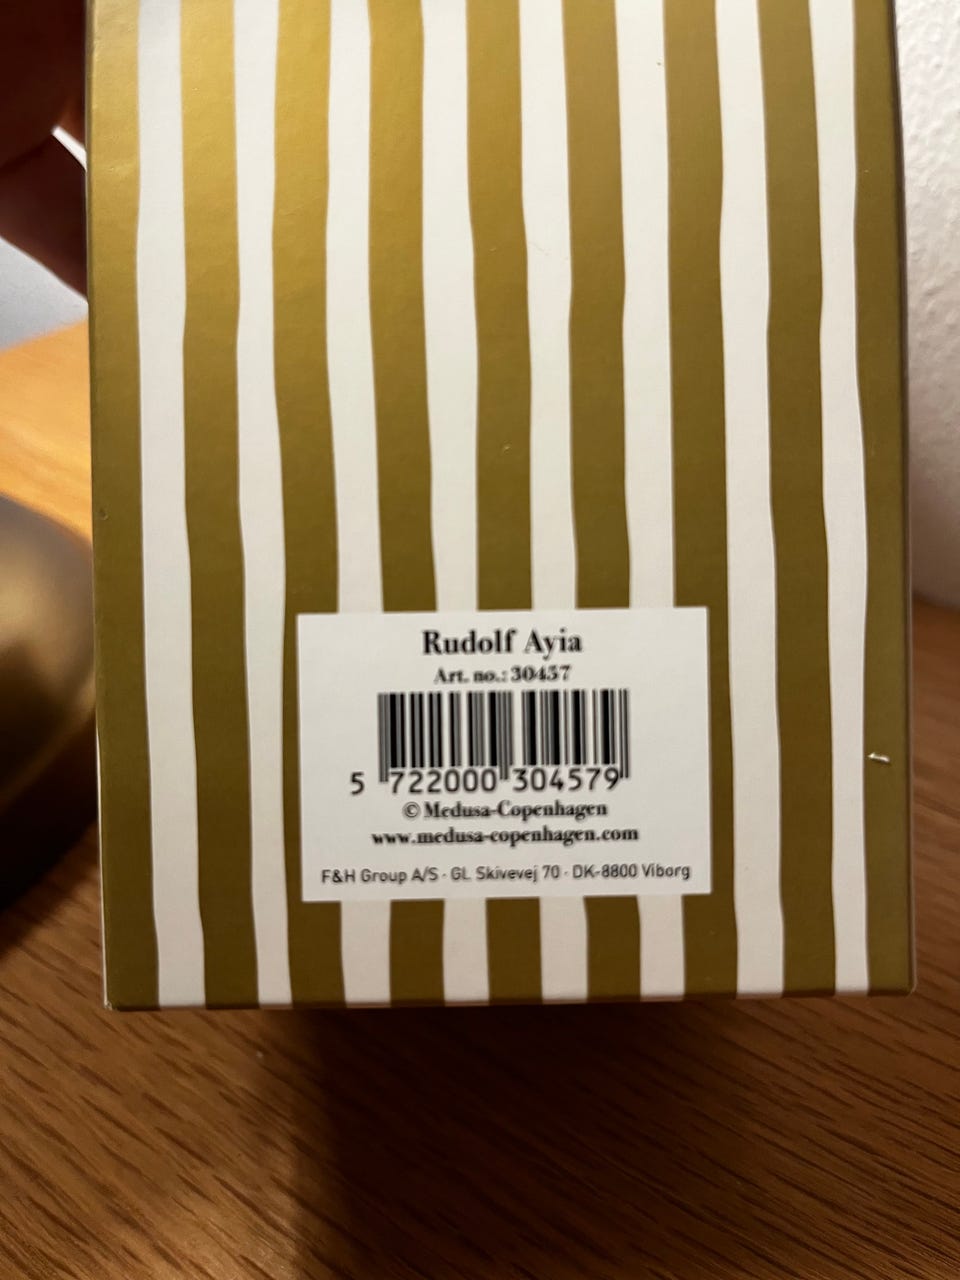 Rudolf Ayia
Art. no.: 30457
5 722000 304579
© Medusa-Copenhagen
www.medusa-copenhagen.com
F&H Group A/S · Gl. Skivevej 70 · DK-8800 Viborg